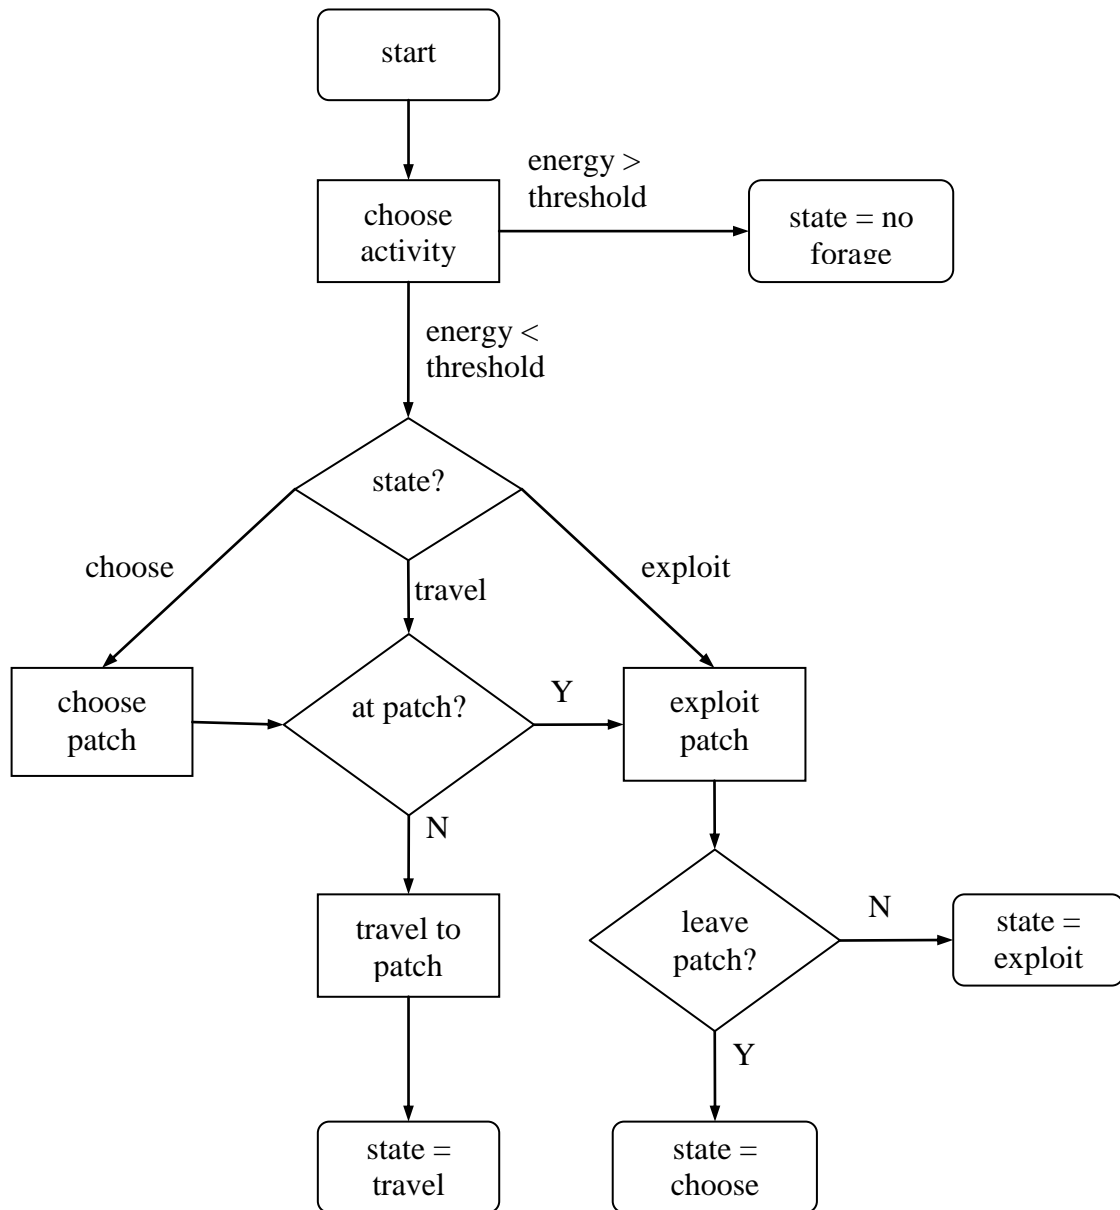 start
energy >
threshold
choose
activity
state = no
forage
energy <
threshold
state?
choose
travel
exploit
choose
patch
at patch?
Y
exploit
patch
N
travel to
patch
leave
patch?
N
state =
exploit
Y
state =
travel
state =
choose